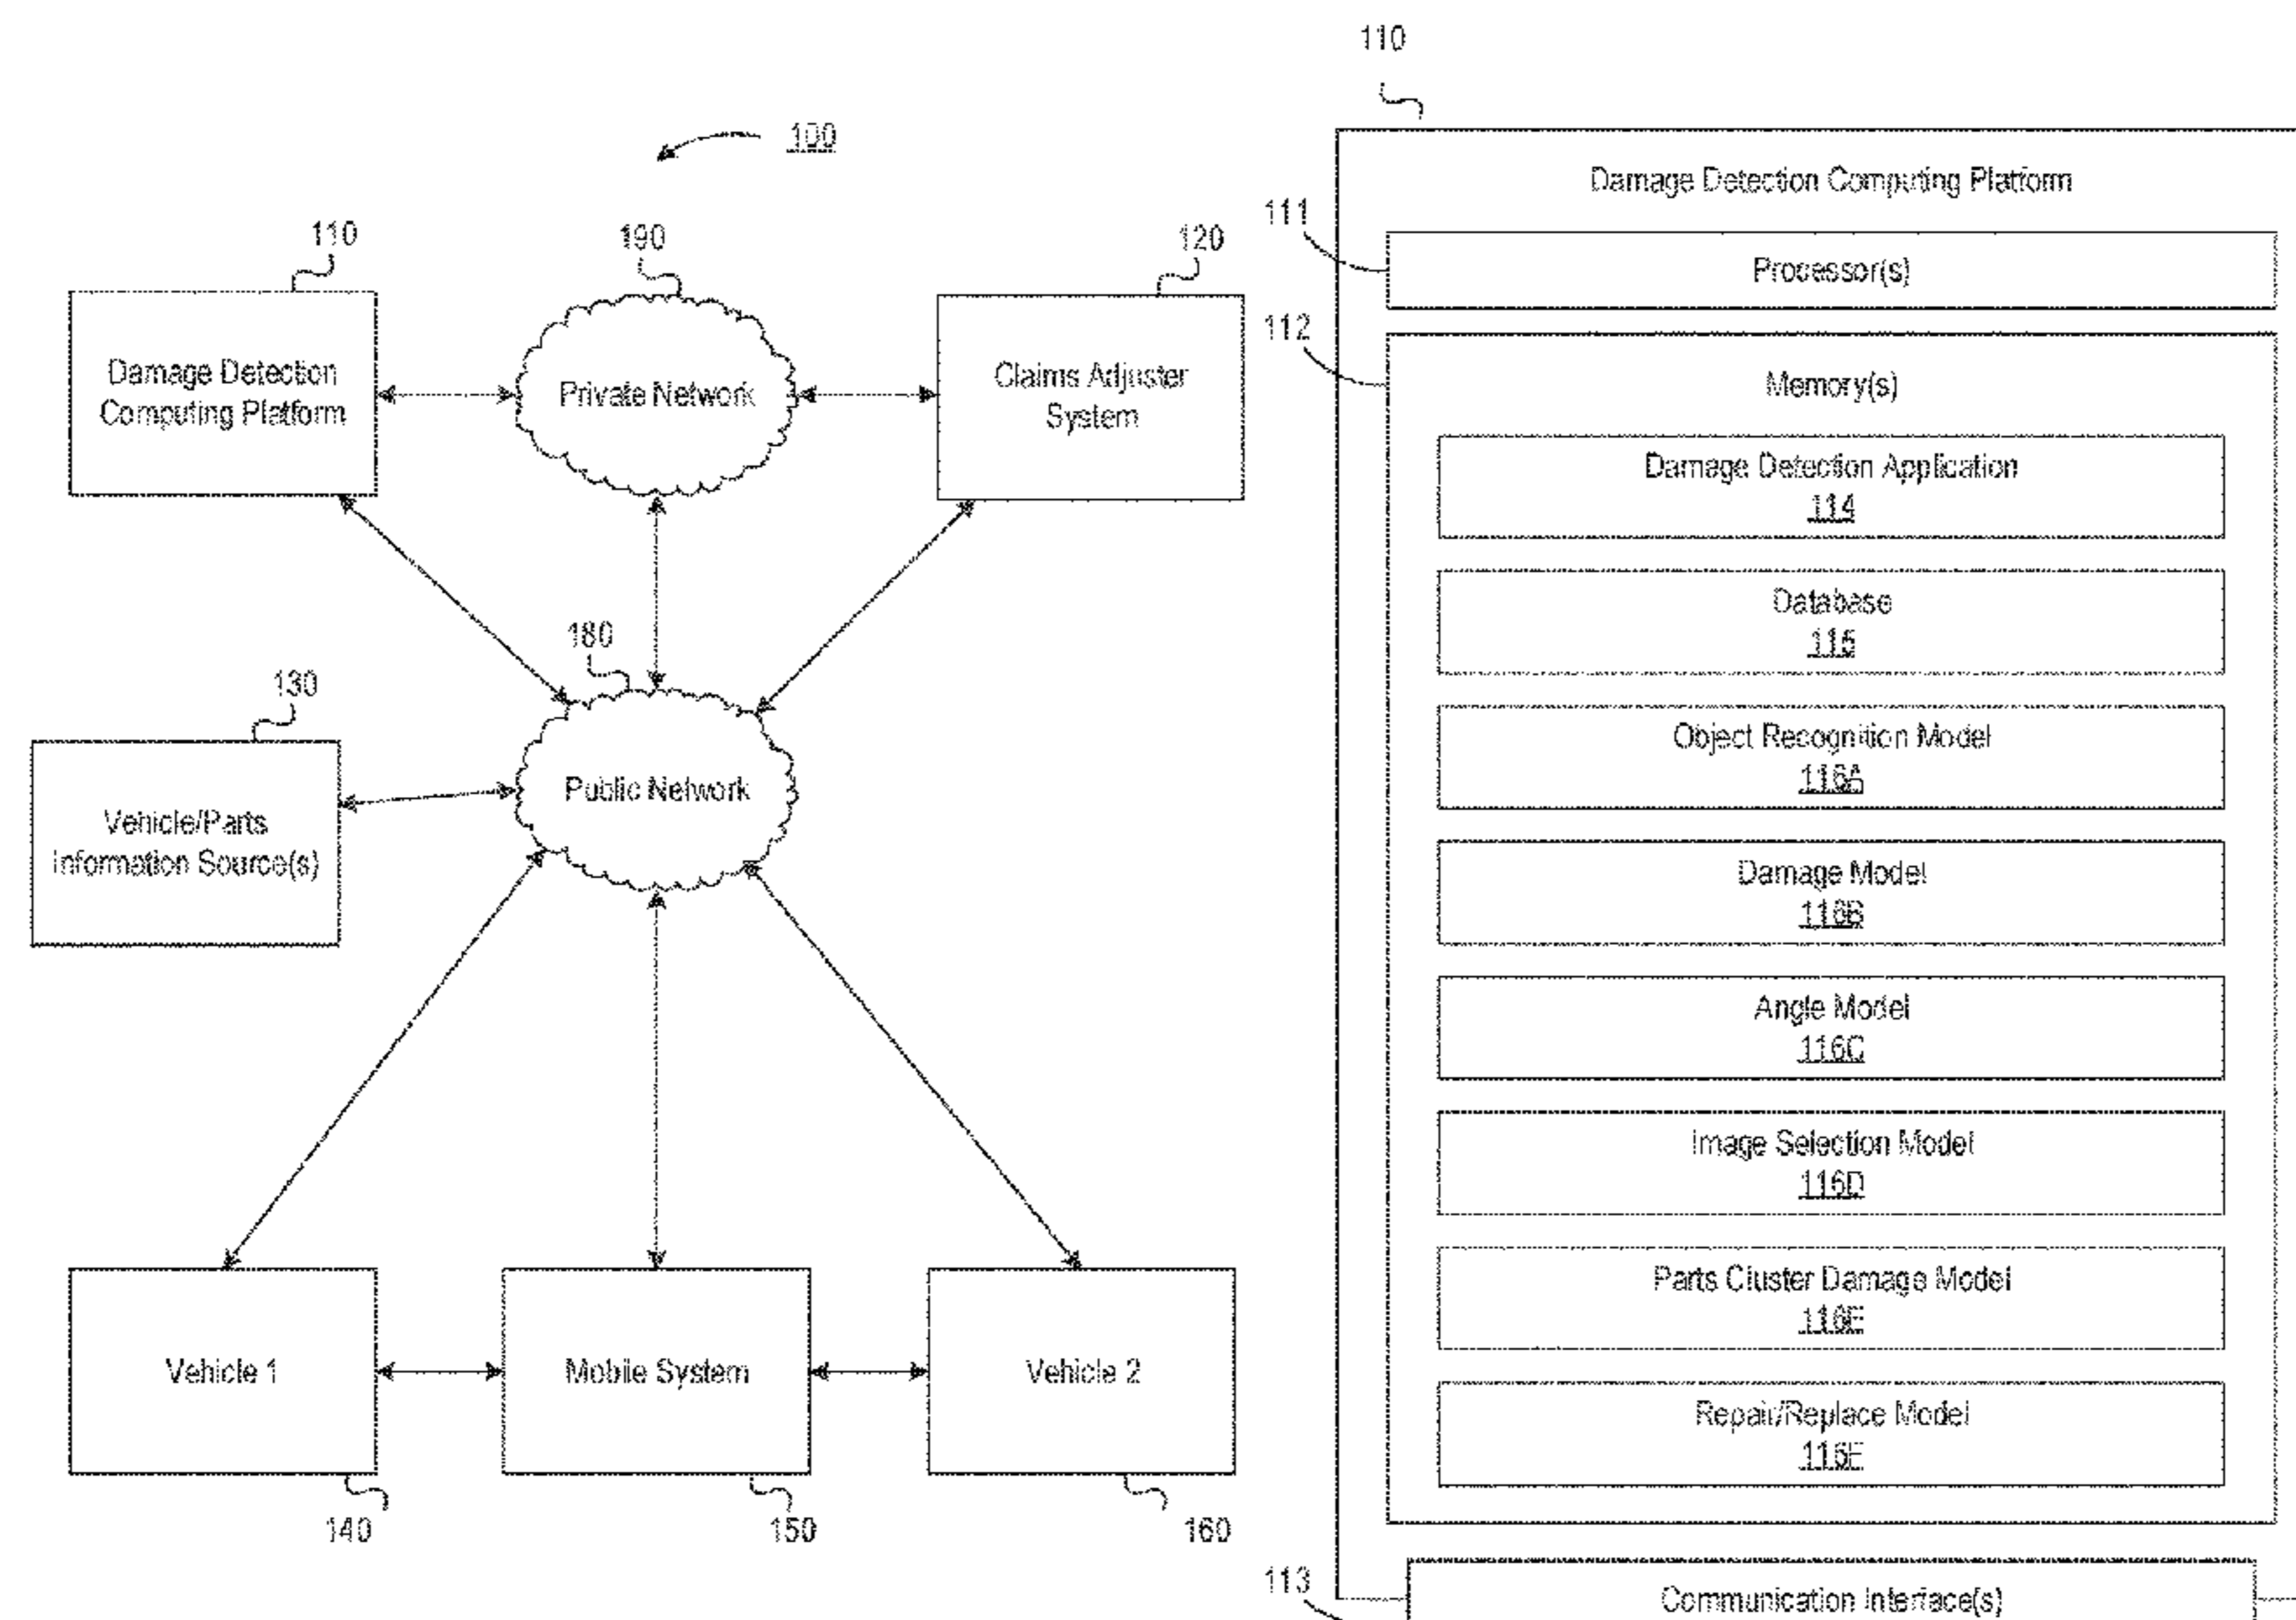 100
110
190
120
Damage Detection
Computing Platform
Private Network
Claims Adjuster
System
180
130
Vehicle/Parts
Information Source(s)
Public Network
Vehicle 1
Mobile System
Vehicle 2
140
150
160
110
Damage Detection Computing Platform
111
Processor(s)
112
Memory(s)
Damage Detection Application
114
Database
115
Object Recognition Model
116A
Damage Model
116B
Angle Model
116C
Image Selection Model
116D
Parts Cluster Damage Model
116E
Repair/Replace Model
116F
113
Communication Interface(s)